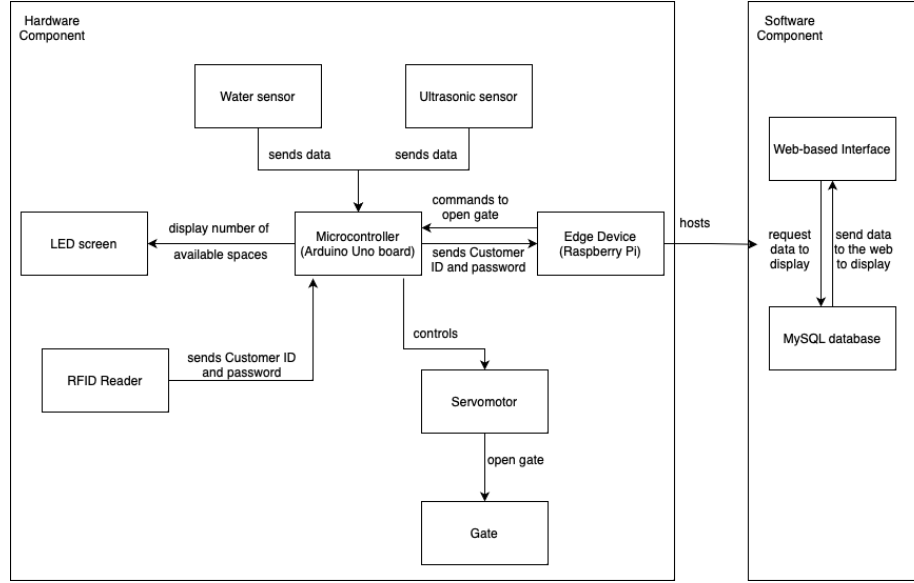 Hardware
Component
Software
Component
Water sensor
Ultrasonic sensor
sends data
sends data
Web-based Interface
commands to
open gate
display number of
available spaces
LED screen
Microcontroller
(Arduino Uno board)
sends Customer
ID and password
Edge Device
(Raspberry Pi)
hosts
request
data to
display
send data
to the web
to display
controls
MySQL database
RFID Reader
sends Customer ID
and password
Servomotor
open gate
Gate